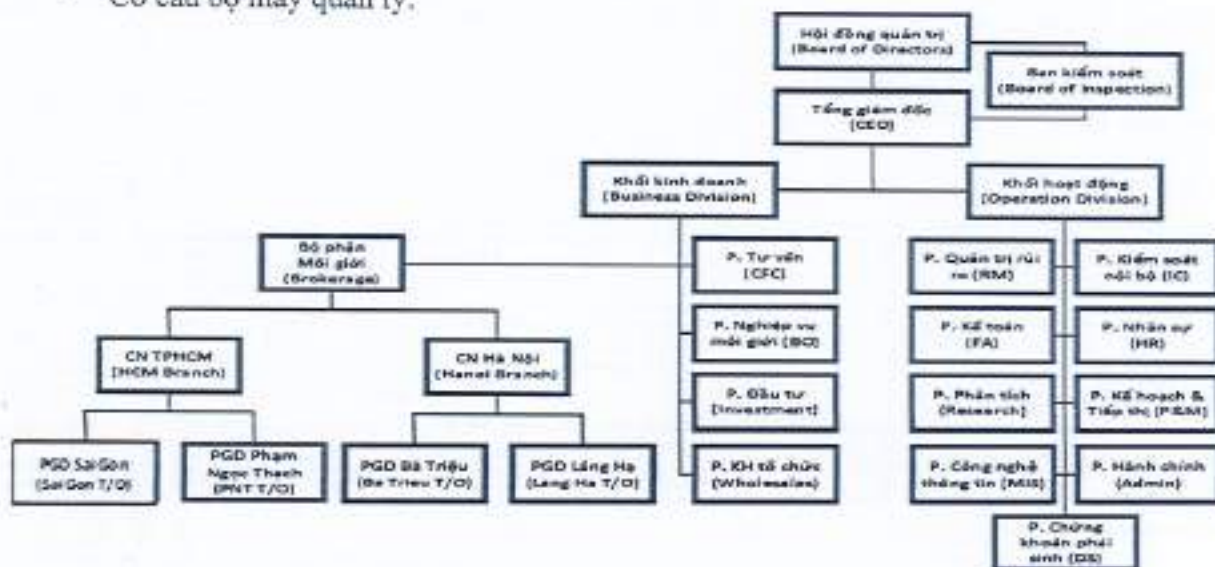 Cơ cấu bộ máy quản lý:
Hội đồng quản trị
(Board of Directors)
Ban kiểm soát
(Board of Inspection)
Tổng giám đốc
(CEO)
Khối kinh doanh
(Business Division)
Khối hoạt động
(Operation Division)
Bộ phận
Môi giới
(Brokerage)
P. Tư vấn
(CFC)
P. Quản trị rủi
ro (RM)
P. Kiểm soát
nội bộ (IC)
P. Nghiệp vụ
môi giới (BO)
P. Kế toán
(FA)
P. Nhân sự
(HR)
CN TPHCM
(HCM Branch)
CN Hà Nội
(Hanoi Branch)
P. Đầu tư
(Investment)
P. Phân tích
(Research)
P. Kế hoạch &
Tiếp thị (P&M)
PGD Sài Gòn
(Sai Gon T/O)
PGD Phạm
Ngọc Thạch
(PNT T/O)
PGD Bà Triệu
(Ba Trieu T/O)
PGD Láng Hạ
(Lang Ha T/O)
P. KH tổ chức
(Wholesales)
P. Công nghệ
thông tin (MIS)
P. Hành chính
(Admin)
P. Chứng
khoán phái
sinh (DS)